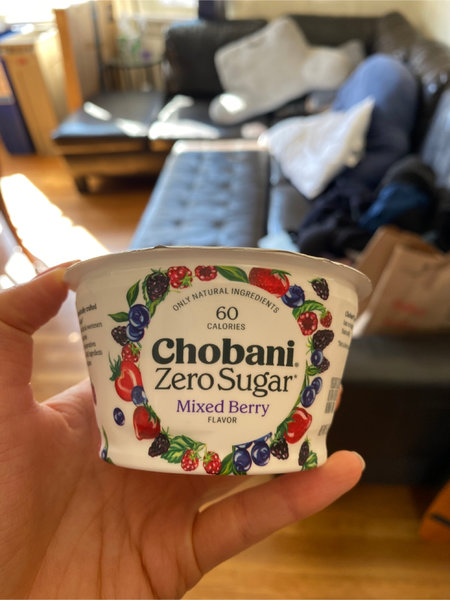 ONLY NATURAL INGREDIENTS
60
CALORIES
Chobani®
Zero Sugar*
Mixed Berry
FLAVOR